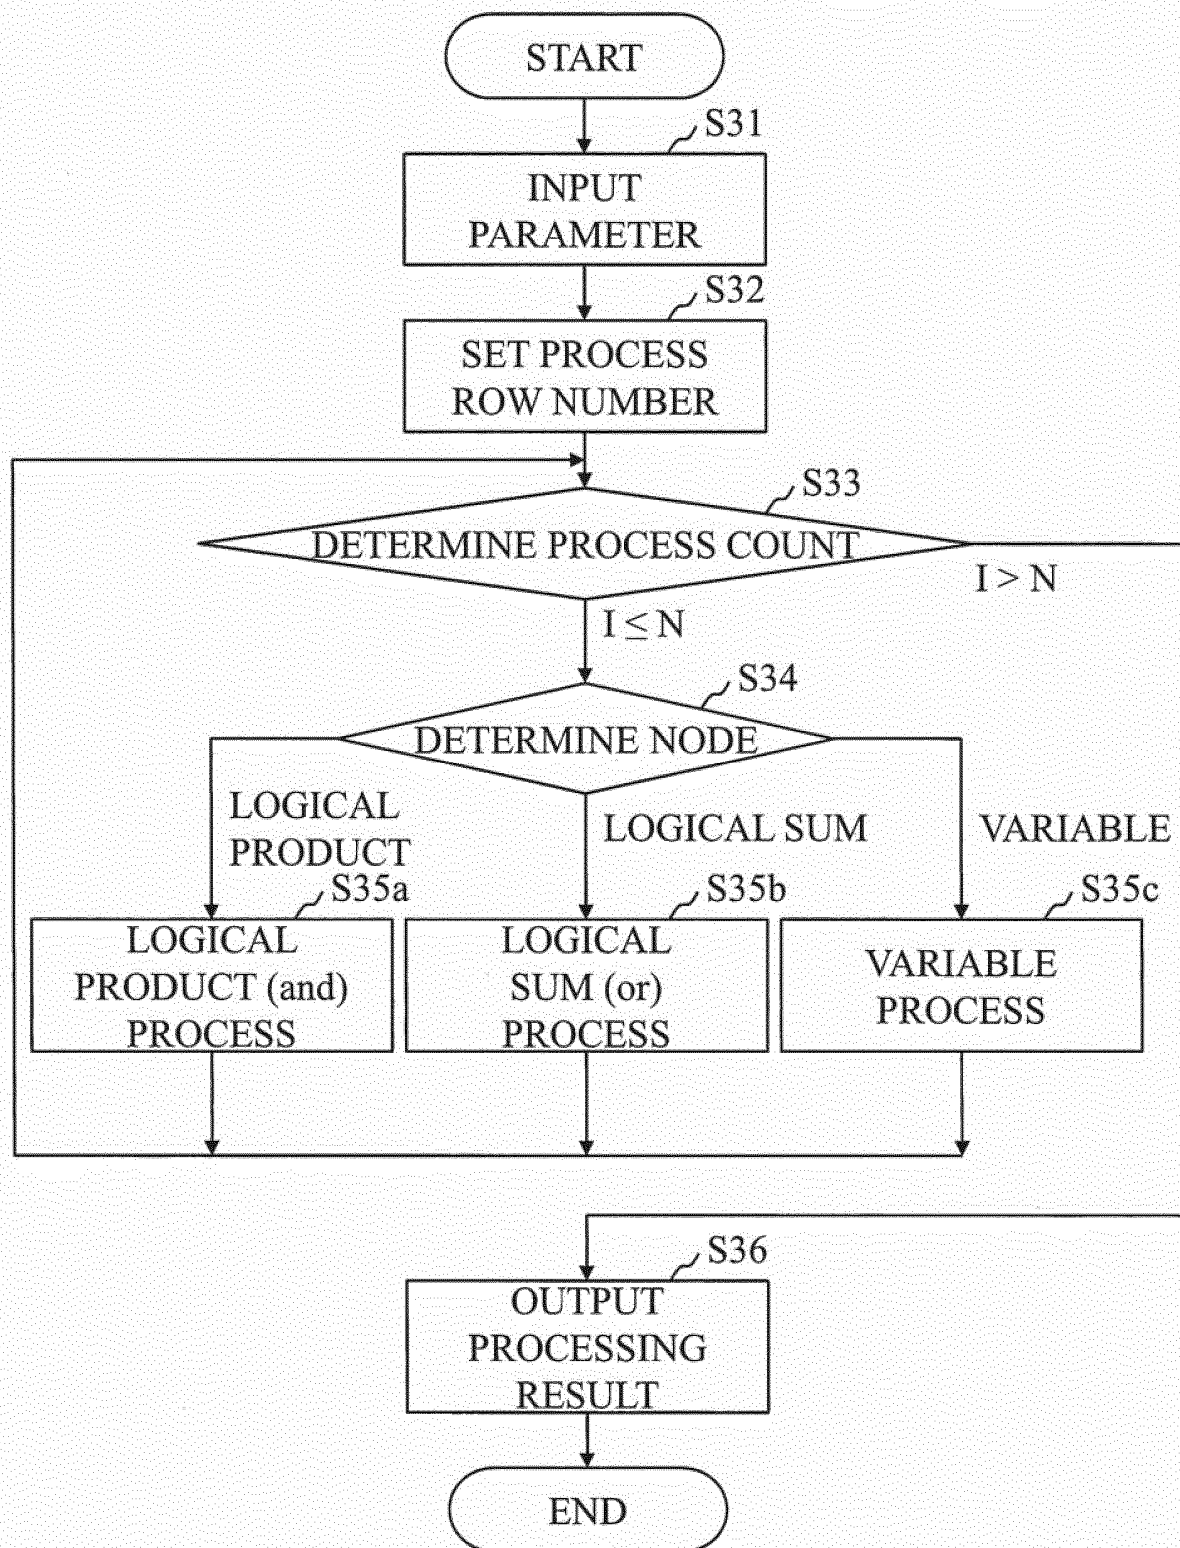 START
S31
INPUT
PARAMETER
S32
SET PROCESS
ROW NUMBER
S33
DETERMINE PROCESS COUNT
I > N
I ≤ N
S34
DETERMINE NODE
LOGICAL
PRODUCT
LOGICAL SUM
VARIABLE
S35a
LOGICAL
PRODUCT (and)
PROCESS
S35b
LOGICAL
SUM (or)
PROCESS
S35c
VARIABLE
PROCESS
S36
OUTPUT
PROCESSING
RESULT
END